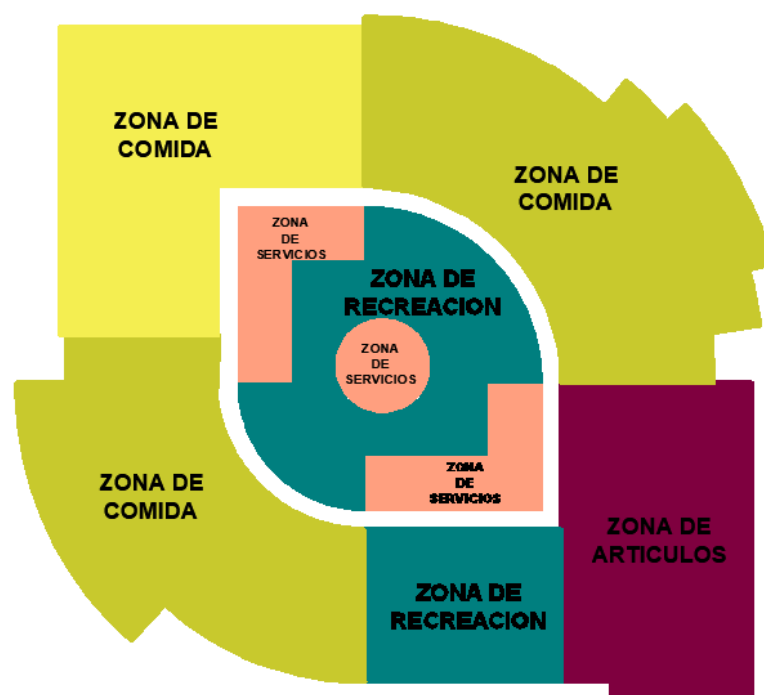 ZONA DE
COMIDA
ZONA DE
COMIDA
ZONA
DE
SERVICIOS
ZONA DE
RECREACION
ZONA
DE
SERVICIOS
ZONA
DE
SERVICIOS
ZONA DE
COMIDA
ZONA DE
ARTICULOS
ZONA DE
RECREACION